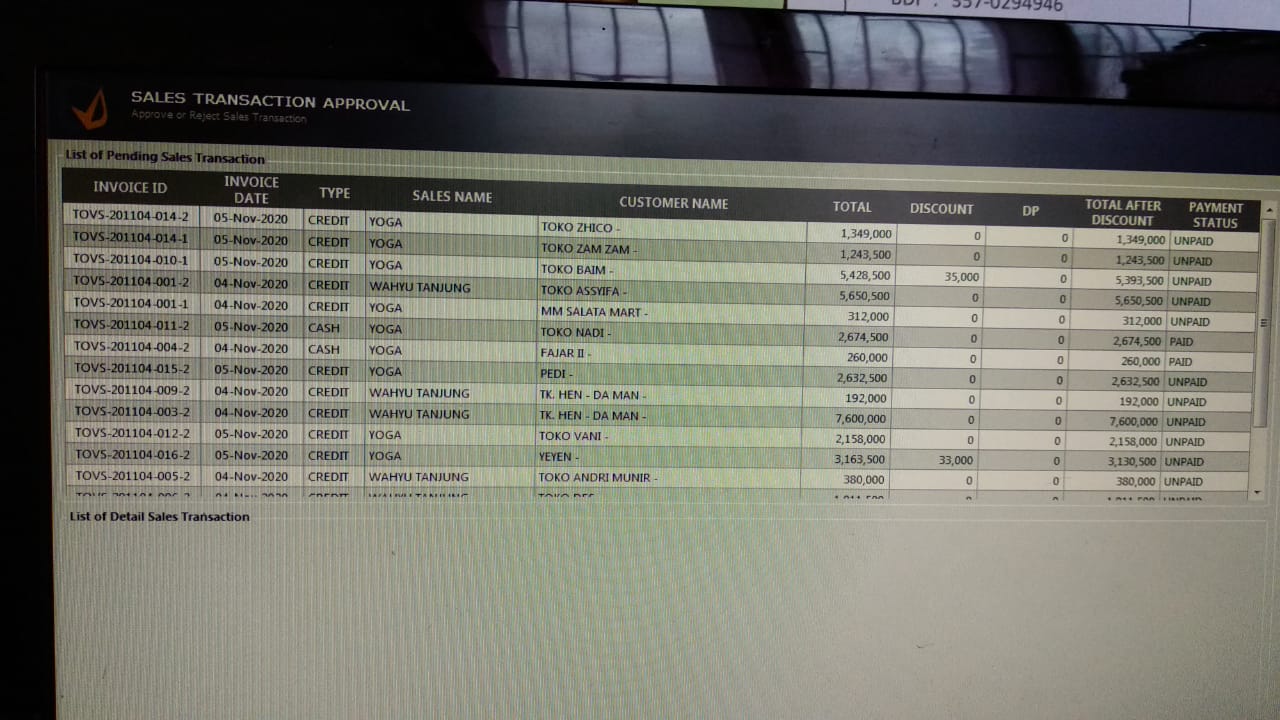 BDP : 357-0294946
SALES TRANSACTION APPROVAL
Approve or Reject Sales Transaction
List of Pending Sales Transaction
INVOICE ID INVOICE DATE TYPE SALES NAME CUSTOMER NAME TOTAL DISCOUNT DP TOTAL AFTER DISCOUNT PAYMENT STATUS
TOVS-201104-014-2 05-Nov-2020 CREDIT YOGA TOKO ZHICO - 1,349,000 0 0 1,349,000 UNPAID
TOVS-201104-014-1 05-Nov-2020 CREDIT YOGA TOKO ZAM ZAM - 1,243,500 0 0 1,243,500 UNPAID
TOVS-201104-010-1 05-Nov-2020 CREDIT YOGA TOKO BAIM - 5,428,500 35,000 0 5,393,500 UNPAID
TOVS-201104-001-2 04-Nov-2020 CREDIT WAHYU TANJUNG TOKO ASSYIFA - 5,650,500 0 0 5,650,500 UNPAID
TOVS-201104-001-1 04-Nov-2020 CREDIT YOGA MM SALATA MART - 312,000 0 0 312,000 UNPAID
TOVS-201104-011-2 05-Nov-2020 CASH YOGA TOKO NADI - 2,674,500 0 0 2,674,500 PAID
TOVS-201104-004-2 04-Nov-2020 CASH YOGA FAJAR II - 260,000 0 0 260,000 PAID
TOVS-201104-015-2 05-Nov-2020 CREDIT YOGA PEDI - 2,632,500 0 0 2,632,500 UNPAID
TOVS-201104-009-2 04-Nov-2020 CREDIT WAHYU TANJUNG TK. HEN - DA MAN - 192,000 0 0 192,000 UNPAID
TOVS-201104-003-2 04-Nov-2020 CREDIT WAHYU TANJUNG TK. HEN - DA MAN - 7,600,000 0 0 7,600,000 UNPAID
TOVS-201104-012-2 05-Nov-2020 CREDIT YOGA TOKO VANI - 2,158,000 0 0 2,158,000 UNPAID
TOVS-201104-016-2 05-Nov-2020 CREDIT YOGA YEYEN - 3,163,500 33,000 0 3,130,500 UNPAID
TOVS-201104-005-2 04-Nov-2020 CREDIT WAHYU TANJUNG TOKO ANDRI MUNIR - 380,000 0 0 380,000 UNPAID
List of Detail Sales Transaction